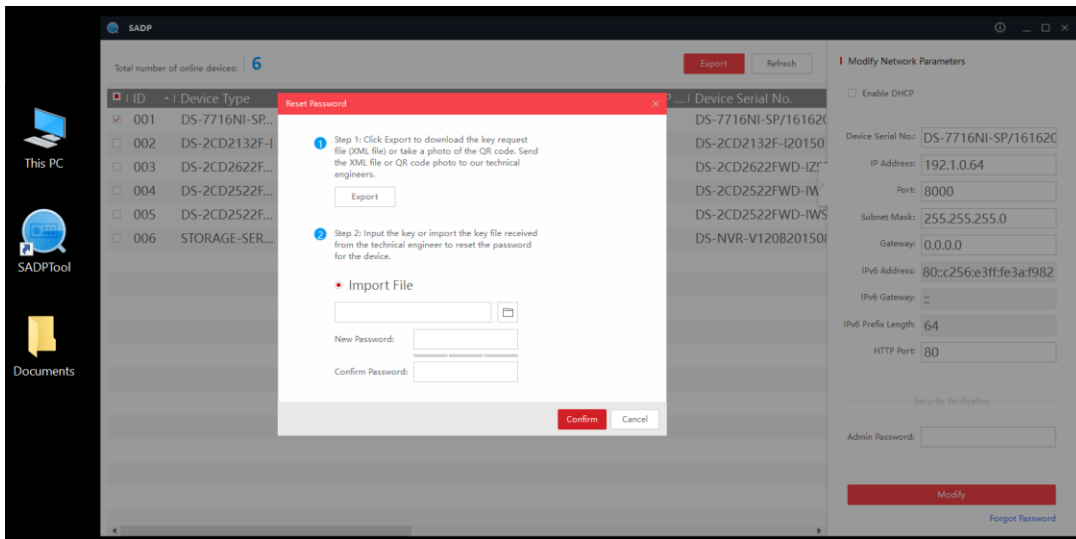 SADP
Total number of online devices: 6
Export
Refresh
ID
Device Type
Device Serial No.
001 DS-7716NI-SP... DS-7716NI-SP/161620
002 DS-2CD2132F-I DS-2CD2132F-I20150
003 DS-2CD2622F... DS-2CD2622FWD-IZS
004 DS-2CD2522F... DS-2CD2522FWD-IW
005 DS-2CD2522F... DS-2CD2522FWD-IWS
006 STORAGE-SER... DS-NVR-V120B201508
Reset Password
Step 1: Click Export to download the key request
file (XML file) or take a photo of the QR code. Send
the XML file or QR code photo to our technical
engineers.
Export
Step 2: Input the key or import the key file received
from the technical engineer to reset the password
for the device.
Import File
New Password:
Confirm Password:
Confirm
Cancel
Modify Network Parameters
Enable DHCP
Device Serial No.: DS-7716NI-SP/161620
IP Address: 192.1.0.64
Port: 8000
Subnet Mask: 255.255.255.0
Gateway: 0.0.0.0
IPv6 Address: 80::c256:e3ff:fe3a:f982
IPv6 Gateway: ::
IPv6 Prefix Length: 64
HTTP Port: 80
Security Verification
Admin Password:
Modify
Forgot Password
This PC
SADPTool
Documents
1
2